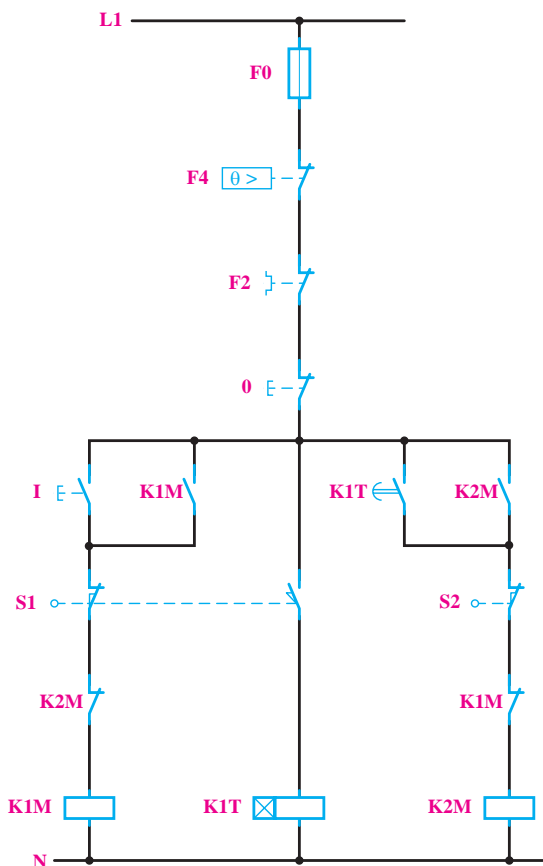 L1
F0
F4 θ >
F2
0
I K1M K1T K2M
S1 S2
K2M K1M
K1M K1T K2M
N